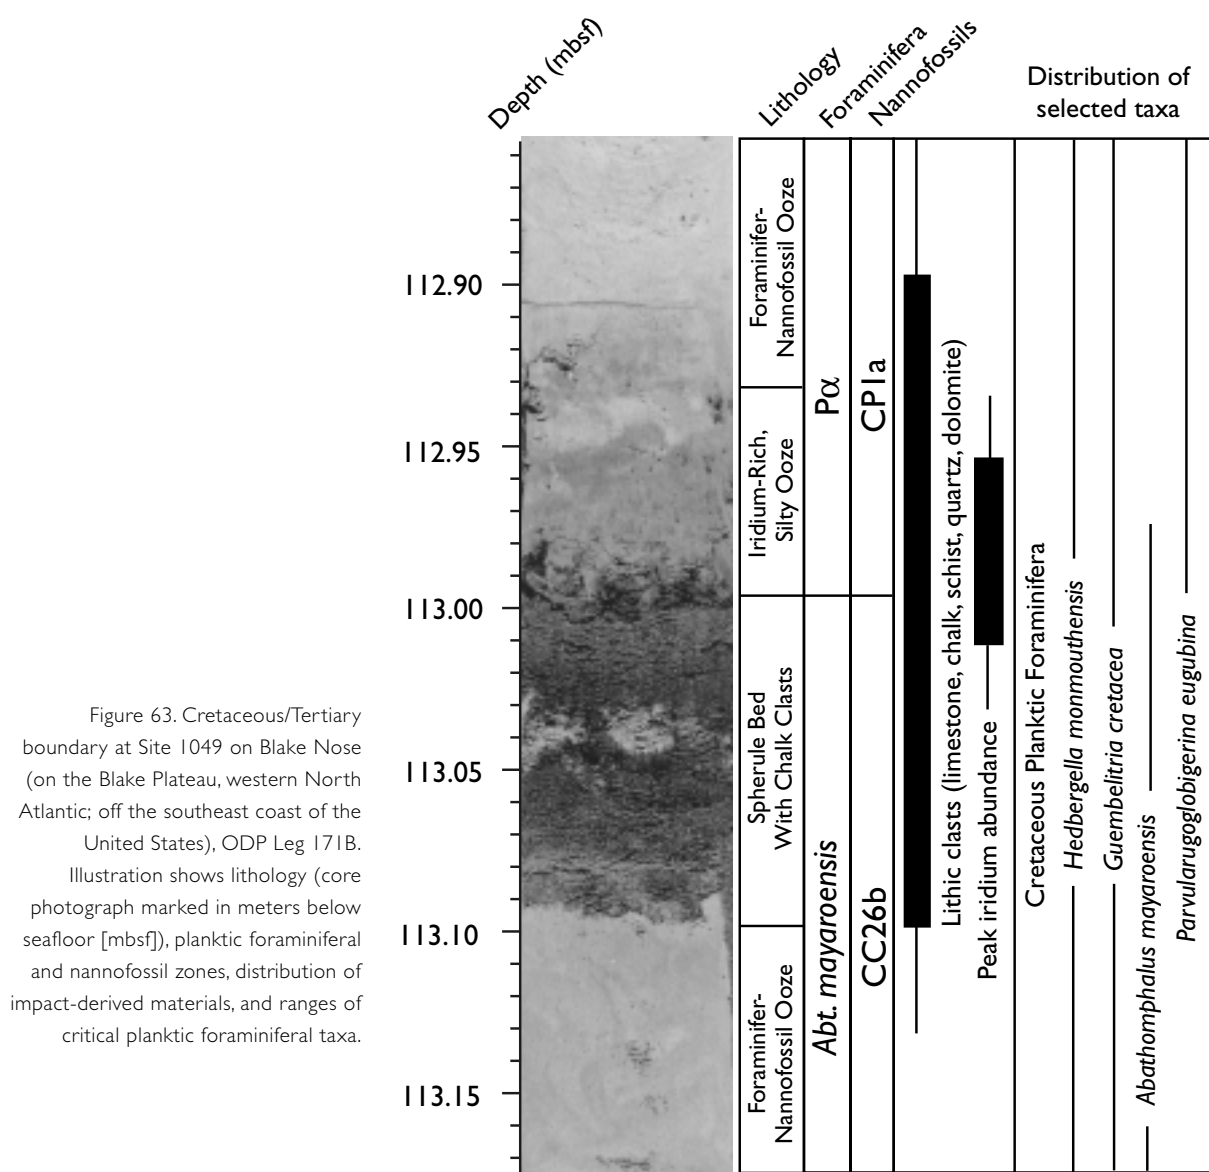 Depth (mbsf)
Lithology
Foraminifera
Nannofossils
Distribution of
selected taxa
112.90
112.95
113.00
113.05
113.10
113.15
Foraminifer-
Nannofossil Ooze
Iridium-Rich,
Silty Ooze
Spherule Bed
With Chalk Clasts
Foraminifer-
Nannofossil Ooze
Pα
Abt. mayaroensis
CP1a
CC26b
Lithic clasts (limestone, chalk, schist, quartz, dolomite)
Peak iridium abundance
Cretaceous Planktic Foraminifera
Hedbergella monmouthensis
Guembelitria cretacea
Abathomphalus mayaroensis
Parvularugoglobigerina eugubina
Figure 63. Cretaceous/Tertiary
boundary at Site 1049 on Blake Nose
(on the Blake Plateau, western North
Atlantic; off the southeast coast of the
United States), ODP Leg 171B.
Illustration shows lithology (core
photograph marked in meters below
seafloor [mbsf]), planktic foraminiferal
and nannofossil zones, distribution of
impact-derived materials, and ranges of
critical planktic foraminiferal taxa.